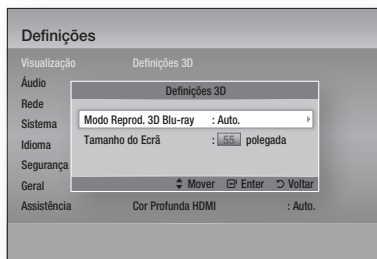 Definições
Visualização Definições 3D
Áudio
Definições 3D
Rede
Modo Reprod. 3D Blu-ray : Auto.
Sistema
Tamanho do Ecrã : 55 polegada
Idioma
Segurança
Geral
Mover Enter Voltar
Assistência Cor Profunda HDMI : Auto.